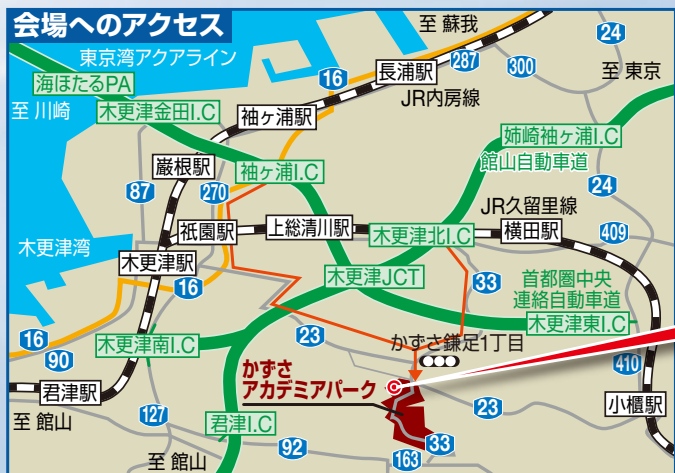 会場へのアクセス
至 蘇我
東京湾アクアライン
24
287
300
16
長浦駅
至 東京
海ほたるPA
JR内房線
至 川崎
木更津金田I.C
袖ヶ浦駅
姉崎袖ヶ浦I.C
巌根駅
袖ヶ浦I.C
館山自動車道
87
270
24
JR久留里線
祇園駅
上総清川駅
木更津北I.C
横田駅
409
木更津湾
木更津駅
木更津JCT
33
首都圏中央
連絡自動車道
16
木更津東I.C
16
23
90
木更津南I.C
かずさ鎌足1丁目
かずさ
アカデミアパーク
410
君津駅
23
小櫃駅
127
至 館山
君津I.C
92
33
至 館山
163